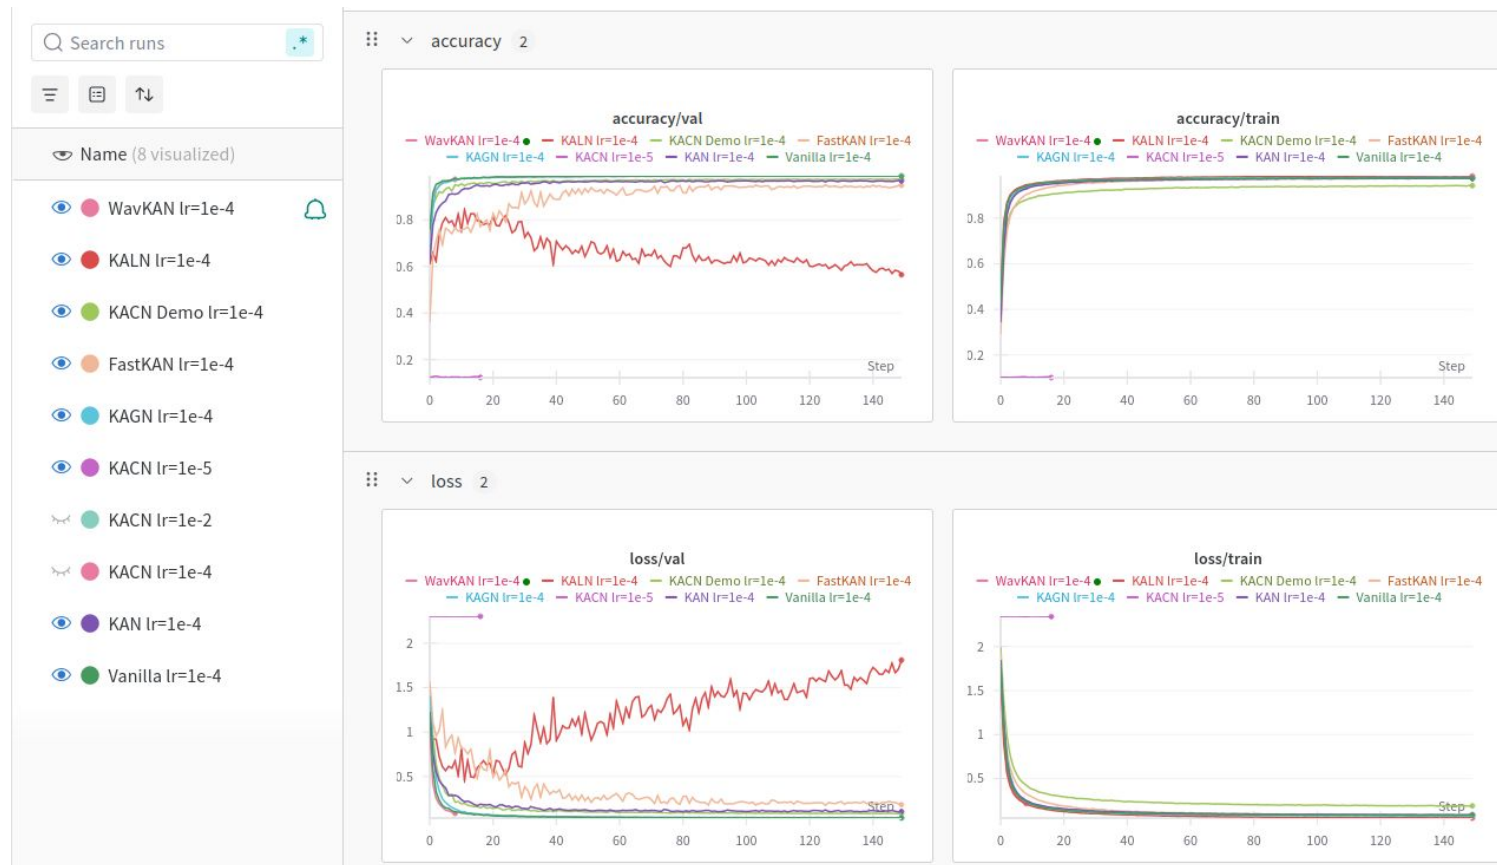 Search runs
.*
Name (8 visualized)
WavKAN lr=1e-4
KALN lr=1e-4
KACN Demo lr=1e-4
FastKAN lr=1e-4
KAGN lr=1e-4
KACN lr=1e-5
KACN lr=1e-2
KACN lr=1e-4
KAN lr=1e-4
Vanilla lr=1e-4
accuracy 2
accuracy/val
WavKAN lr=1e-4 KALN lr=1e-4 KACN Demo lr=1e-4 FastKAN lr=1e-4
KAGN lr=1e-4 KACN lr=1e-5 KAN lr=1e-4 Vanilla lr=1e-4
0.8
0.6
0.4
0.2
Step
0 20 40 60 80 100 120 140
accuracy/train
WavKAN lr=1e-4 KALN lr=1e-4 KACN Demo lr=1e-4 FastKAN lr=1e-4
KAGN lr=1e-4 KACN lr=1e-5 KAN lr=1e-4 Vanilla lr=1e-4
0.8
0.6
0.4
0.2
Step
0 20 40 60 80 100 120 140
loss 2
loss/val
WavKAN lr=1e-4 KALN lr=1e-4 KACN Demo lr=1e-4 FastKAN lr=1e-4
KAGN lr=1e-4 KACN lr=1e-5 KAN lr=1e-4 Vanilla lr=1e-4
2
1.5
1
0.5
Step
0 20 40 60 80 100 120 140
loss/train
WavKAN lr=1e-4 KALN lr=1e-4 KACN Demo lr=1e-4 FastKAN lr=1e-4
KAGN lr=1e-4 KACN lr=1e-5 KAN lr=1e-4 Vanilla lr=1e-4
2
1.5
1
0.5
Step
0 20 40 60 80 100 120 140